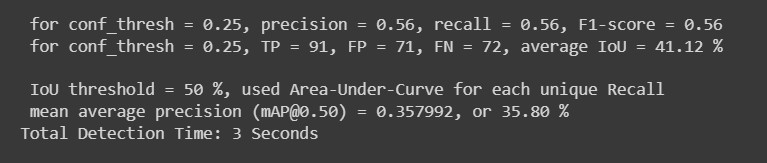 for conf_thresh = 0.25, precision = 0.56, recall = 0.56, F1-score = 0.56
for conf_thresh = 0.25, TP = 91, FP = 71, FN = 72, average IoU = 41.12 %
IoU threshold = 50 %, used Area-Under-Curve for each unique Recall
mean average precision (mAP@0.50) = 0.357992, or 35.80 %
Total Detection Time: 3 Seconds